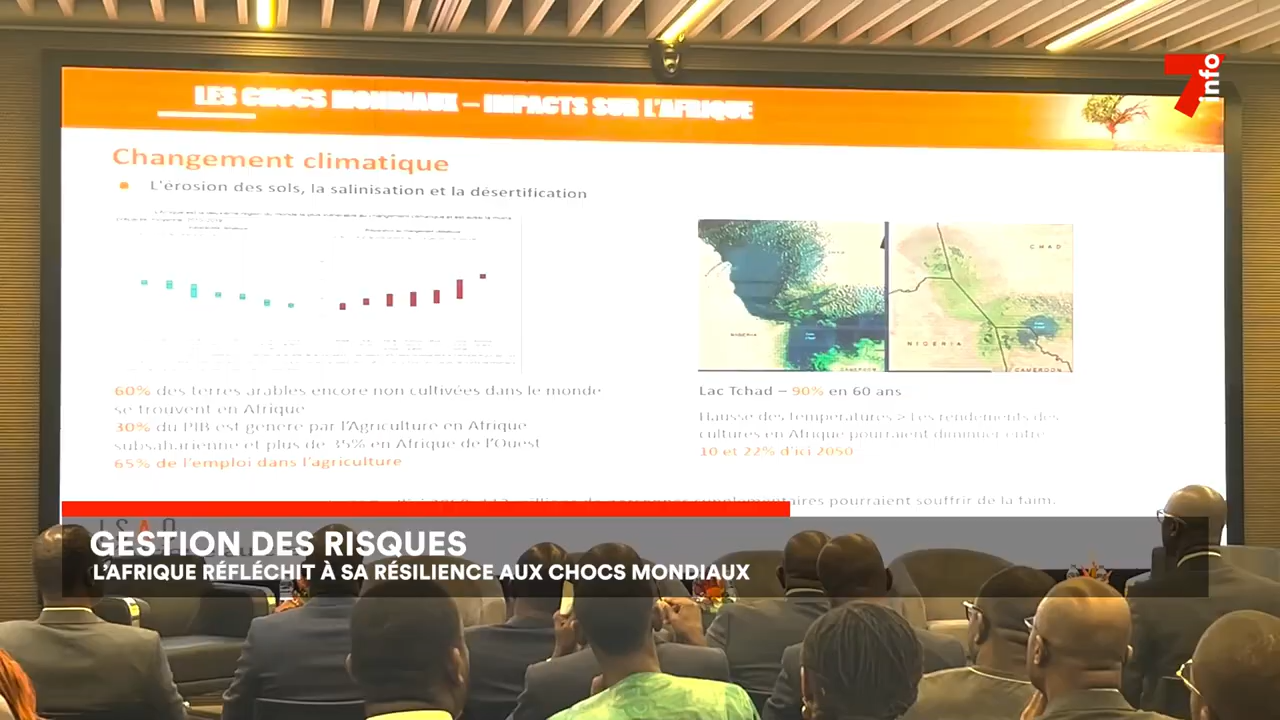 7info
LES CHOCS MONDIAUX – IMPACTS SUR L'AFRIQUE
Changement climatique
L'érosion des sols, la salinisation et la désertification
CHAD
NIGERIA
NIGERIA
CAMEROON
CAMEROON
60% des terres arables encore non cultivées dans le monde
se trouvent en Afrique
30% du PIB est généré par l'Agriculture en Afrique
subsaharienne et plus de 35% en Afrique de l'Ouest
65% de l'emploi dans l'agriculture
Lac Tchad – 90% en 60 ans
Hausse des températures > Les rendements des
cultures en Afrique pourraient diminuer entre
10 et 22% d'ici 2050
personnes supplémentaires pourraient souffrir de la faim.
GESTION DES RISQUES
L'AFRIQUE RÉFLÉCHIT À SA RÉSILIENCE AUX CHOCS MONDIAUX